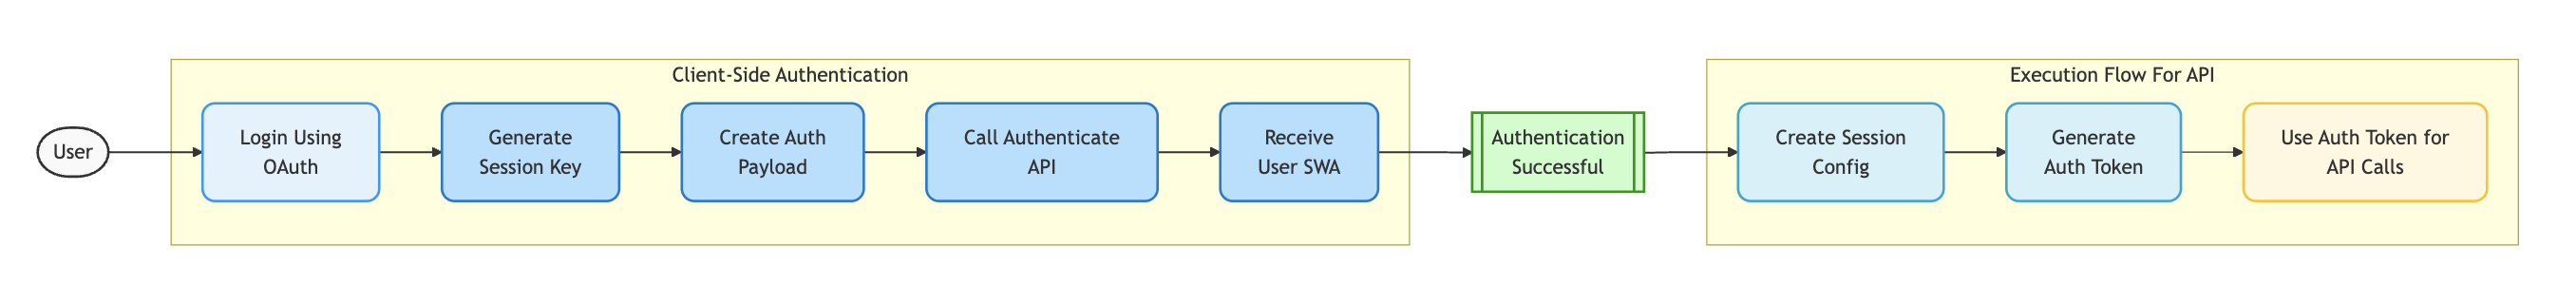 Client-Side Authentication
Execution Flow For API
User
Login Using
OAuth
Generate
Session Key
Create Auth
Payload
Call Authenticate
API
Receive
User SWA
Authentication
Successful
Create Session
Config
Generate
Auth Token
Use Auth Token for
API Calls